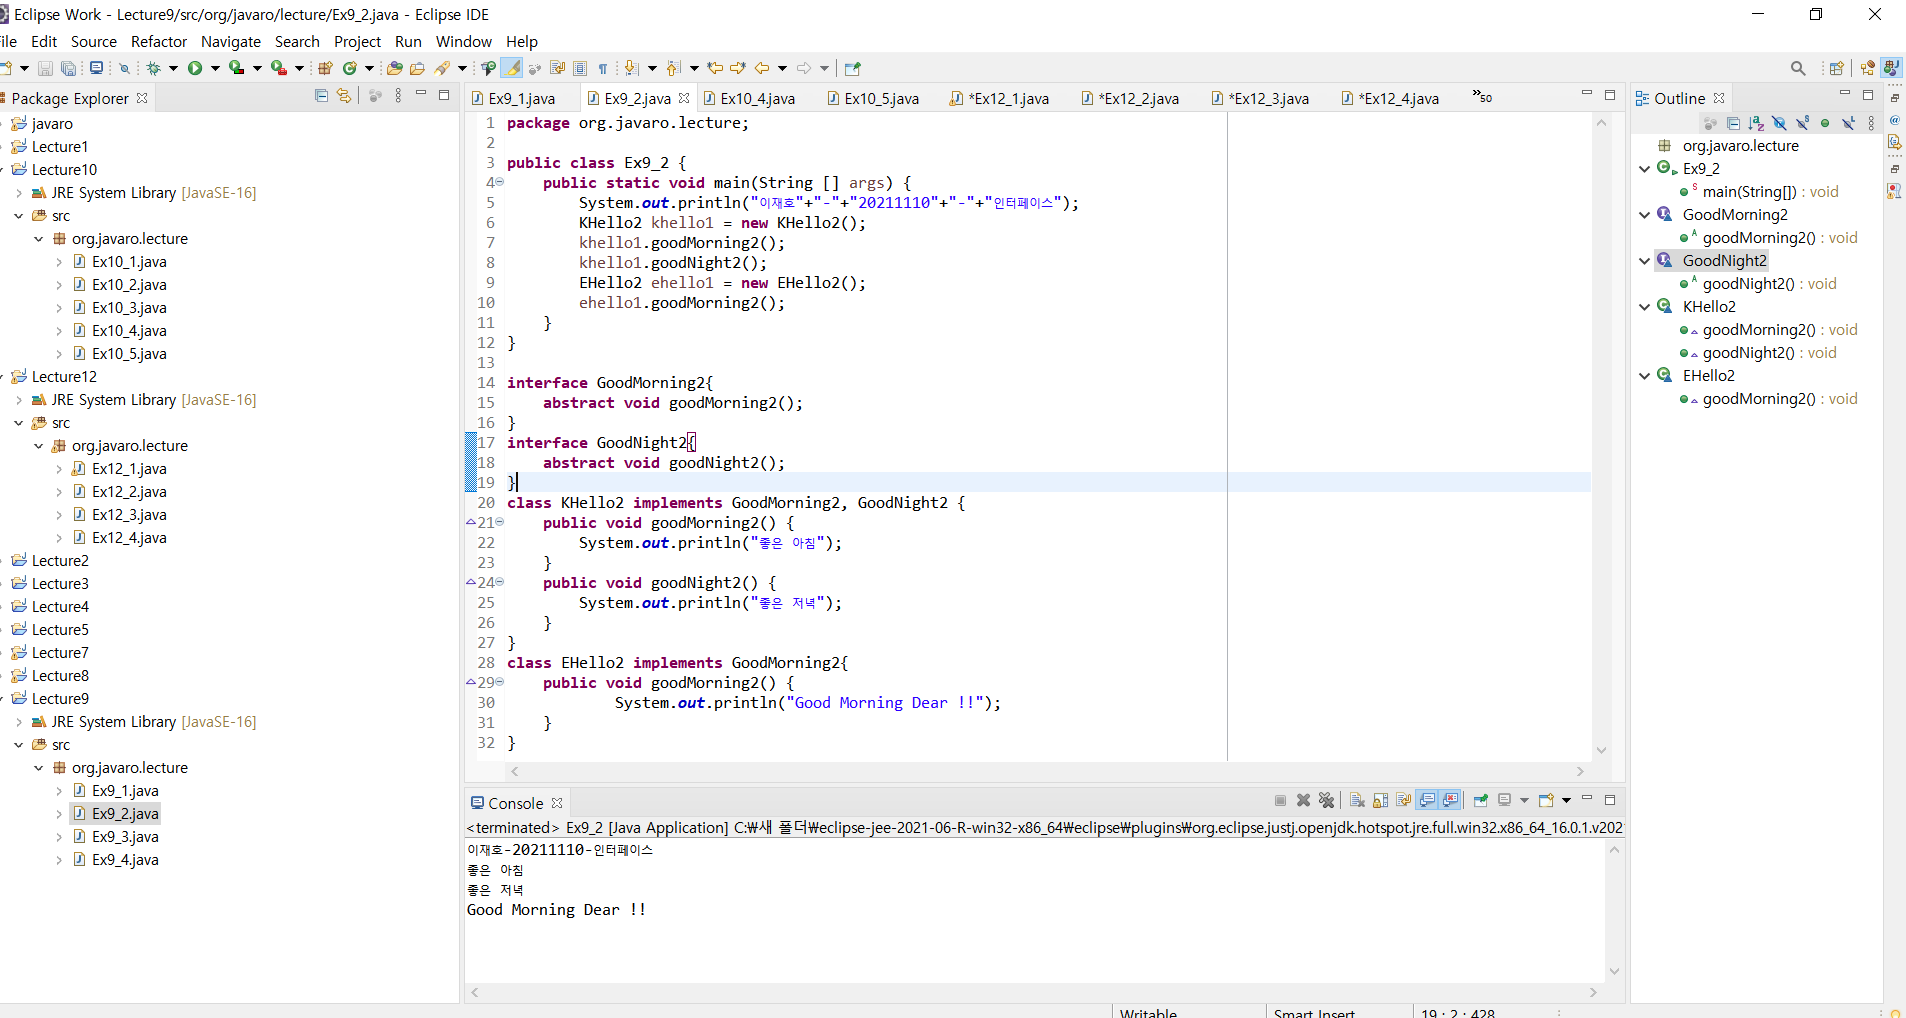 Eclipse Work - Lecture9/src/org/javaro/lecture/Ex9_2.java - Eclipse IDE
ile Edit Source Refactor Navigate Search Project Run Window Help
Package Explorer
javaro
Lecture1
Lecture10
JRE System Library [JavaSE-16]
src
org.javaro.lecture
Ex10_1.java
Ex10_2.java
Ex10_3.java
Ex10_4.java
Ex10_5.java
Lecture12
JRE System Library [JavaSE-16]
src
org.javaro.lecture
Ex12_1.java
Ex12_2.java
Ex12_3.java
Ex12_4.java
Lecture2
Lecture3
Lecture4
Lecture5
Lecture7
Lecture8
Lecture9
JRE System Library [JavaSE-16]
src
org.javaro.lecture
Ex9_1.java
Ex9_2.java
Ex9_3.java
Ex9_4.java
Ex9_1.java Ex9_2.java Ex10_4.java Ex10_5.java *Ex12_1.java *Ex12_2.java *Ex12_3.java *Ex12_4.java »50
1 package org.javaro.lecture;
2
3 public class Ex9_2 {
4 public static void main(String [] args) {
5 System.out.println("이재호"+"-"+"20211110"+"-"+"인터페이스");
6 KHello2 khello1 = new KHello2();
7 khello1.goodMorning2();
8 khello1.goodNight2();
9 EHello2 ehello1 = new EHello2();
10 ehello1.goodMorning2();
11 }
12 }
13
14 interface GoodMorning2{
15 abstract void goodMorning2();
16 }
17 interface GoodNight2{
18 abstract void goodNight2();
19 }
20 class KHello2 implements GoodMorning2, GoodNight2 {
21 public void goodMorning2() {
22 System.out.println("좋은 아침");
23 }
24 public void goodNight2() {
25 System.out.println("좋은 저녁");
26 }
27 }
28 class EHello2 implements GoodMorning2{
29 public void goodMorning2() {
30 System.out.println("Good Morning Dear !!");
31 }
32 }
Console
<terminated> Ex9_2 [Java Application] C:₩새 폴더₩eclipse-jee-2021-06-R-win32-x86_64₩eclipse₩plugins₩org.eclipse.justj.openjdk.hotspot.jre.full.win32.x86_64_16.0.1.v202
이재호-20211110-인터페이스
좋은 아침
좋은 저녁
Good Morning Dear !!
Outline
org.javaro.lecture
Ex9_2
main(String[]) : void
GoodMorning2
goodMorning2() : void
GoodNight2
goodNight2() : void
KHello2
goodMorning2() : void
goodNight2() : void
EHello2
goodMorning2() : void
Writable Smart Insert 19 : 2 : 428